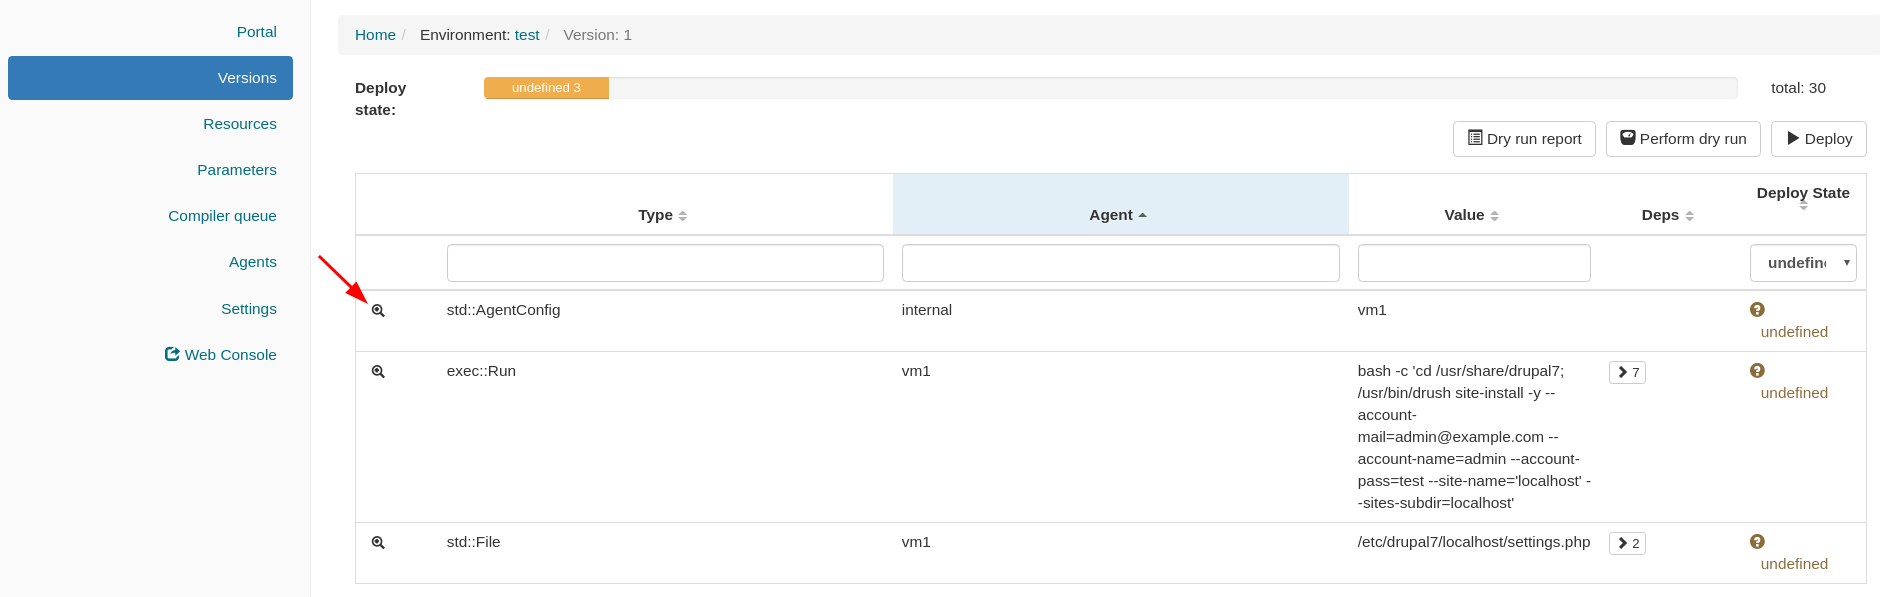 Portal
Versions
Resources
Parameters
Compiler queue
Agents
Settings
Web Console
Home / Environment: test / Version: 1
Deploy
state:
undefined 3
total: 30
Dry run report
Perform dry run
Deploy
Type
Agent
Value
Deps
Deploy State
undefine
std::AgentConfig
internal
vm1
undefined
exec::Run
vm1
bash -c 'cd /usr/share/drupal7;
/usr/bin/drush site-install -y --
account-
mail=admin@example.com --
account-name=admin --account-
pass=test --site-name='localhost' -
-sites-subdir=localhost'
7
undefined
std::File
vm1
/etc/drupal7/localhost/settings.php
2
undefined